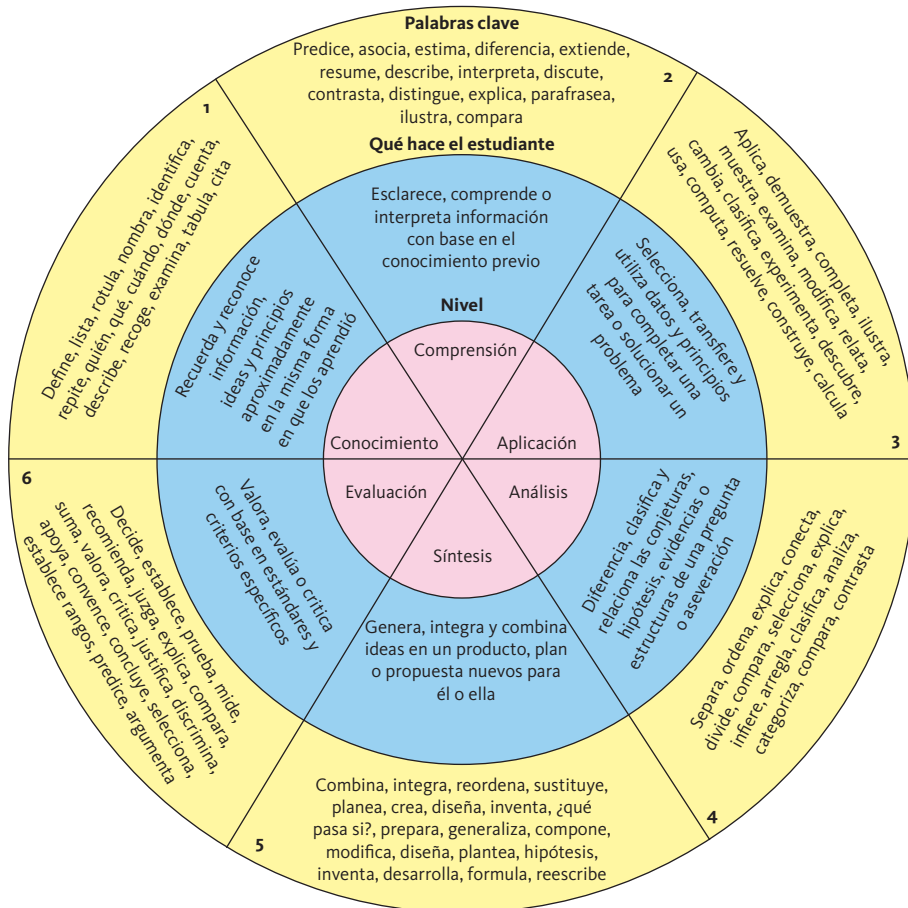 Palabras clave
Predice, asocia, estima, diferencia, extiende,
resume, describe, interpreta, discute,
contrasta, distingue, explica, parafrasea,
ilustra, compara
2
Qué hace el estudiante
Esclarece, comprende o
interpreta información
con base en el
conocimiento previo
Nivel
Comprensión
1
Define, lista, rotula, nombra, identifica,
repite, quién, qué, cuándo, dónde, cuenta,
describe, recoge, examina, tabula, cita
Recuerda y reconoce
información,
ideas y principios
aproximadamente
en la misma forma
en que los aprendió
Conocimiento
Aplica, demuestra, completa, ilustra,
muestra, examina, modifica, relata,
cambia, clasifica, experimenta, descubre,
usa, computa, resuelve, construye, calcula
3
Selecciona, transfiere y
utiliza datos y principios
para completar una
tarea o solucionar un
problema
Aplicación
Análisis
Diferencia, clasifica y
relaciona las conjeturas,
hipótesis, evidencias o
estructuras de una pregunta
o aseveración
Separa, ordena, explica, conecta,
divide, compara, selecciona, explica,
infiere, arregla, clasifica, analiza,
categoriza, compara, contrasta
4
Síntesis
Genera, integra y combina
ideas en un producto, plan
o propuesta nuevos para
él o ella
Combina, integra, reordena, sustituye,
planea, crea, diseña, inventa, ¿qué
pasa si?, prepara, generaliza, compone,
modifica, diseña, plantea, hipótesis,
inventa, desarrolla, formula, reescribe
5
Evaluación
Valora, evalúa o critica
con base en estándares y
criterios específicos
6
Decide, establece, prueba, mide,
recomienda, juzga, explica, compara,
suma, valora, critica, justifica, discrimina,
apoya, convence, concluye, selecciona,
establece rangos, predice, argumenta